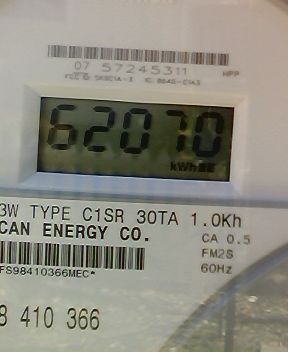 07 57245311 HPP
62070
kWh
3W TYPE C1SR 30TA 1.0Kh
CAN ENERGY CO.
CA 0.5
FM2S
FS98410366MEC*
60Hz
8 410 366